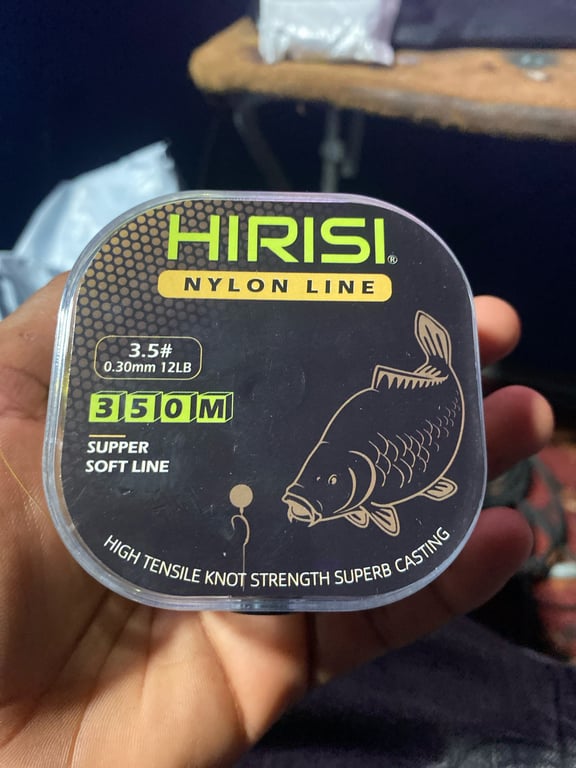 HIRISI®
NYLON LINE
3.5#
0.30mm 12LB
350M
SUPPER
SOFT LINE
HIGH TENSILE KNOT STRENGTH SUPERB CASTING